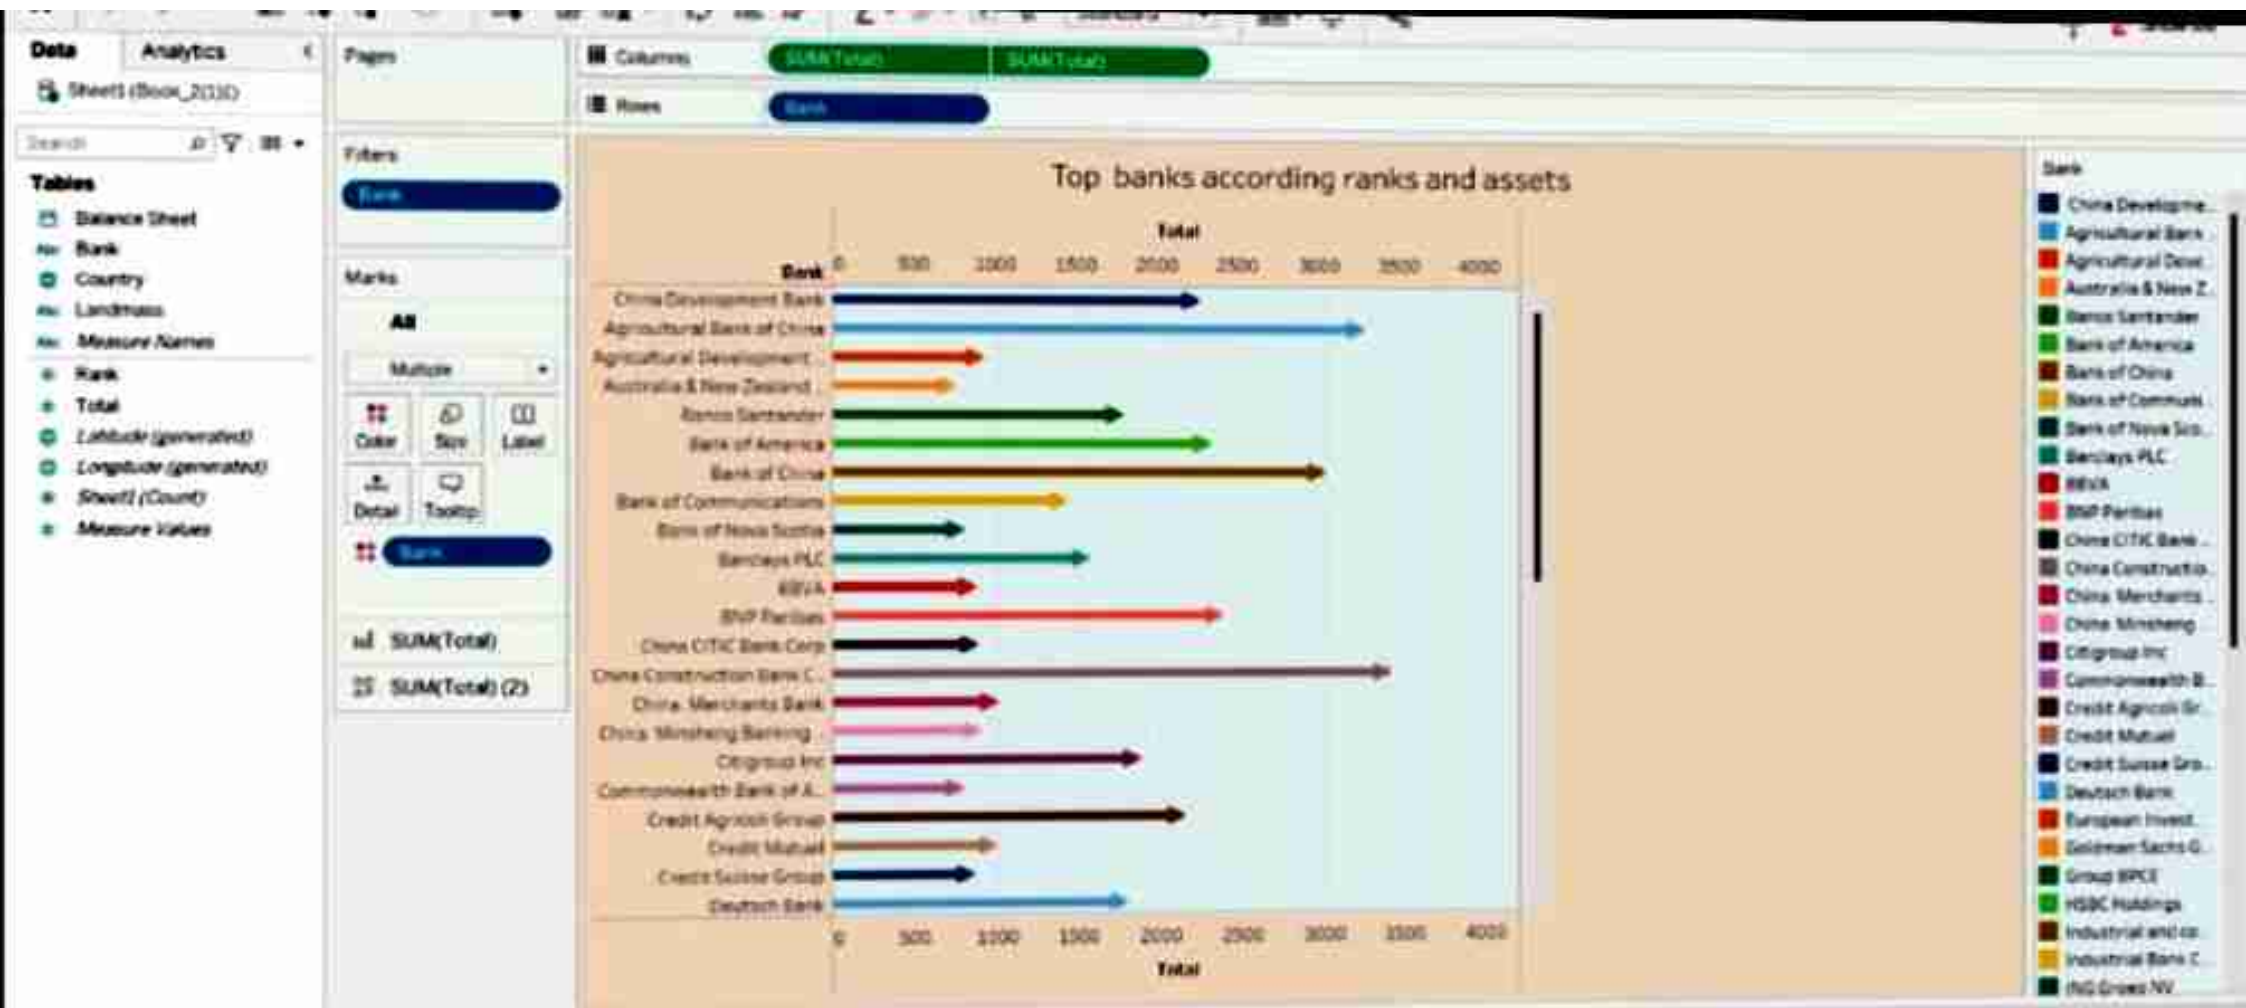 Data
Analytics
Pages
Columns
SUM(Total)
SUM(Total)
Rows
Bank
Search
Filters
Bank
Tables
Balance Sheet
Bank
Country
Landmass
Measure Names
Rank
Total
Latitude (generated)
Longitude (generated)
Sheet1 (Count)
Measure Values
Marks
All
Multiple
Color
Size
Label
Detail
Tooltip
Bank
SUM(Total)
SUM(Total) (2)
Top banks according ranks and assets
Total
Bank
0 500 1000 1500 2000 2500 3000 3500 4000
China Development Bank
Agricultural Bank of China
Agricultural Development ...
Australia & New Zealand ...
Banco Santander
Bank of America
Bank of China
Bank of Communications
Bank of Nova Scotia
Barclays PLC
BBVA
BNP Paribas
China CITIC Bank Corp
China Construction Bank C...
China Merchants Bank
China Minsheng Banking ...
Citigroup Inc
Commonwealth Bank of A...
Credit Agricole Group
Credit Mutuel
Credit Suisse Group
Deutsch Bank
0 500 1000 1500 2000 2500 3000 3500 4000
Total
Bank
China Developme...
Agricultural Bank ...
Agricultural Deve...
Australia & New Z...
Banco Santander
Bank of America
Bank of China
Bank of Communi...
Bank of Nova Sco...
Barclays PLC
BBVA
BNP Paribas
China CITIC Bank ...
China Constructio...
China Merchants ...
China Minsheng ...
Citigroup Inc
Commonwealth B...
Credit Agricole Gr...
Credit Mutuel
Credit Suisse Gro...
Deutsch Bank
European Invest...
Goldman Sachs G...
Group BPCE
HSBC Holdings
Industrial and co...
Industrial Bank C...
ING Groep NV